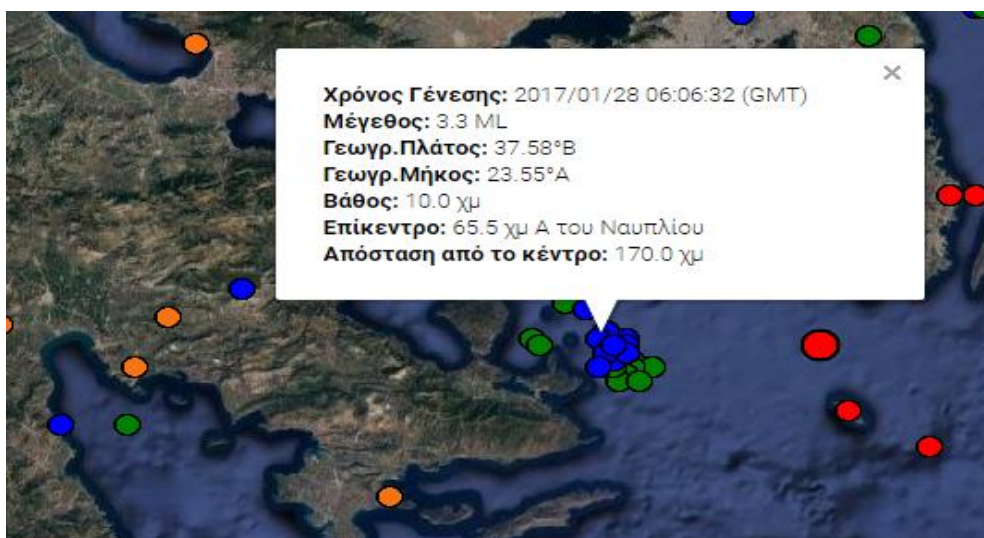 Χρόνος Γένεσης: 2017/01/28 06:06:32 (GMT)
Μέγεθος: 3.3 ML
Γεωγρ.Πλάτος: 37.58°Β
Γεωγρ.Μήκος: 23.55°Α
Βάθος: 10.0 χμ
Επίκεντρο: 65.5 χμ Α του Ναυπλίου
Απόσταση από το κέντρο: 170.0 χμ